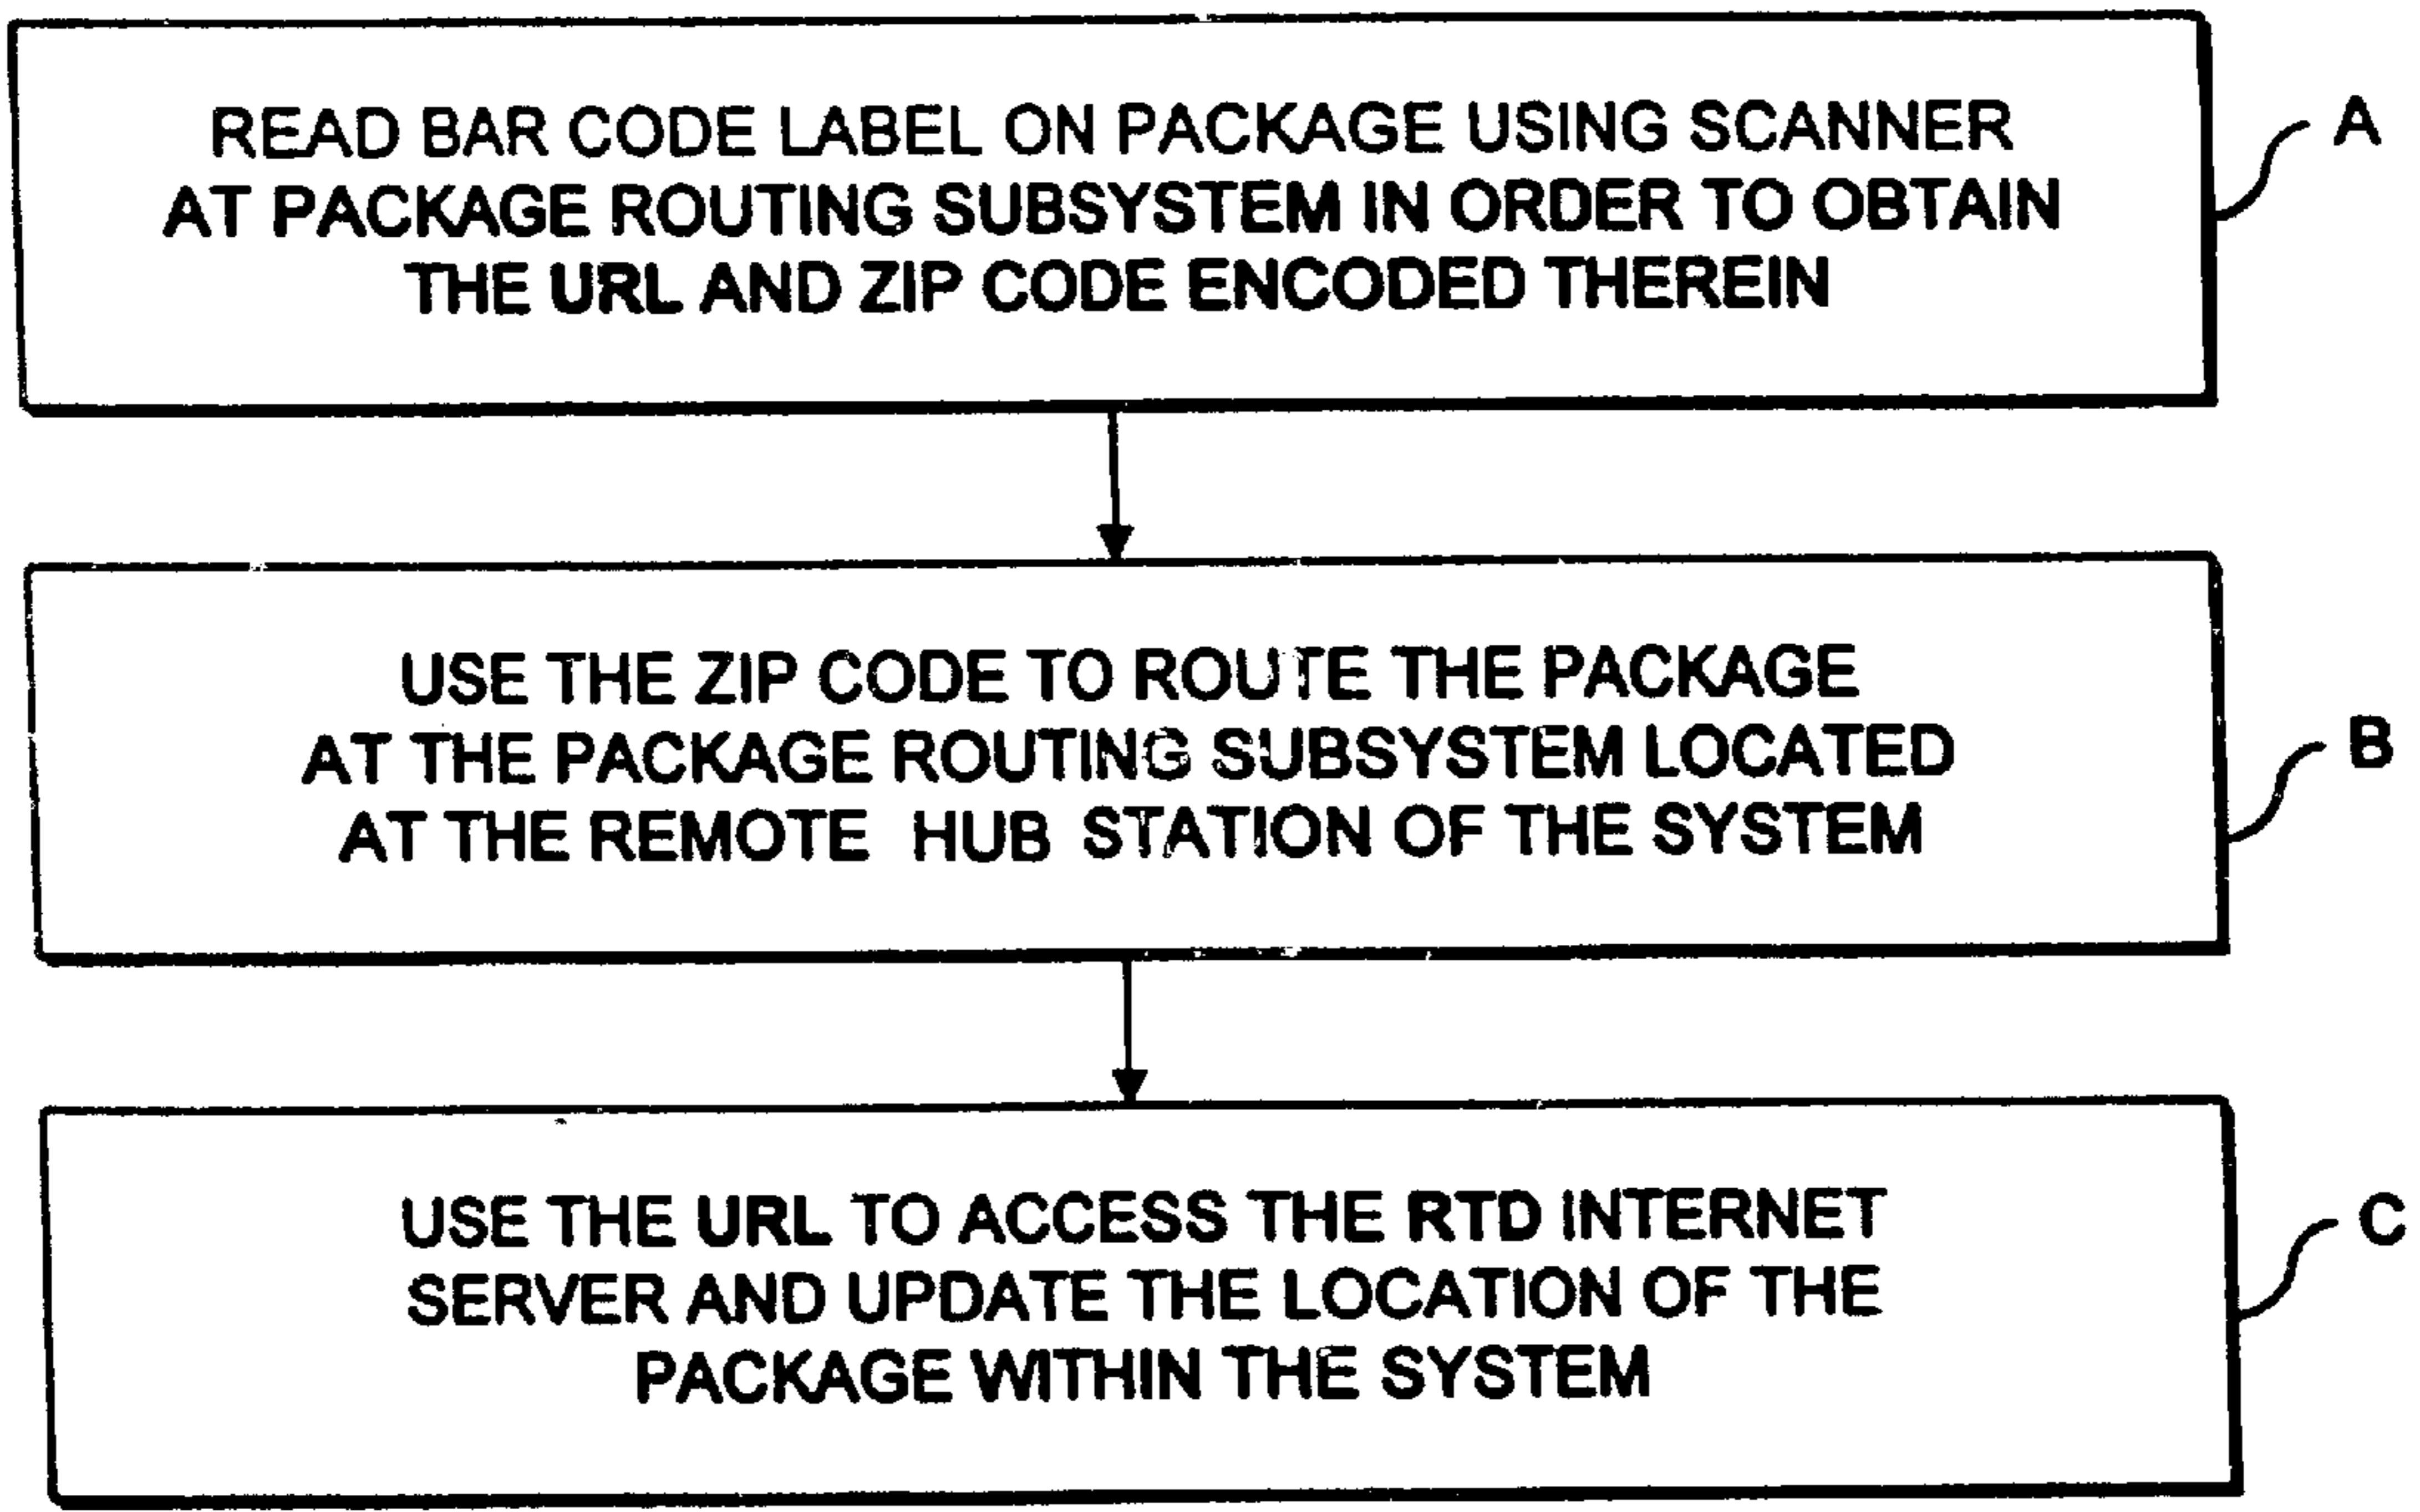 READ BAR CODE LABEL ON PACKAGE USING SCANNER
AT PACKAGE ROUTING SUBSYSTEM IN ORDER TO OBTAIN
THE URL AND ZIP CODE ENCODED THEREIN
A
USE THE ZIP CODE TO ROUTE THE PACKAGE
AT THE PACKAGE ROUTING SUBSYSTEM LOCATED
AT THE REMOTE HUB STATION OF THE SYSTEM
B
USE THE URL TO ACCESS THE RTD INTERNET
SERVER AND UPDATE THE LOCATION OF THE
PACKAGE WITHIN THE SYSTEM
C